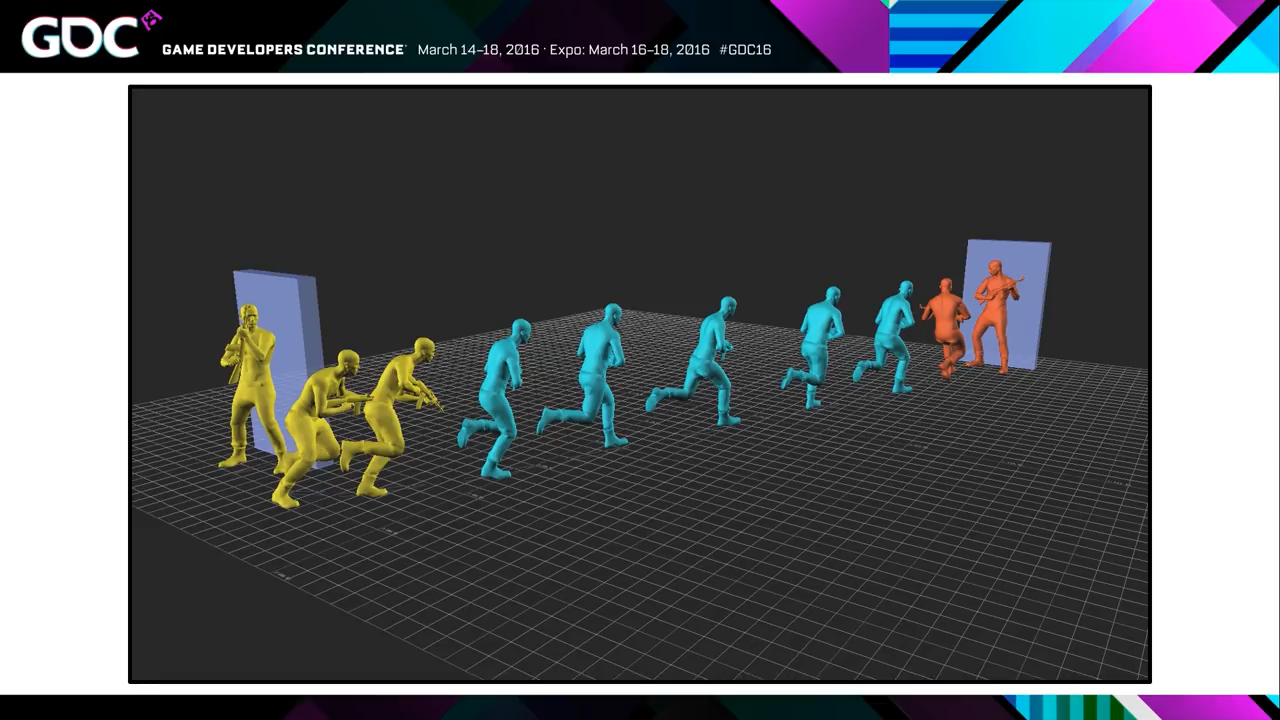 GDC
GAME DEVELOPERS CONFERENCE® March 14–18, 2016 · Expo: March 16–18, 2016 #GDC16